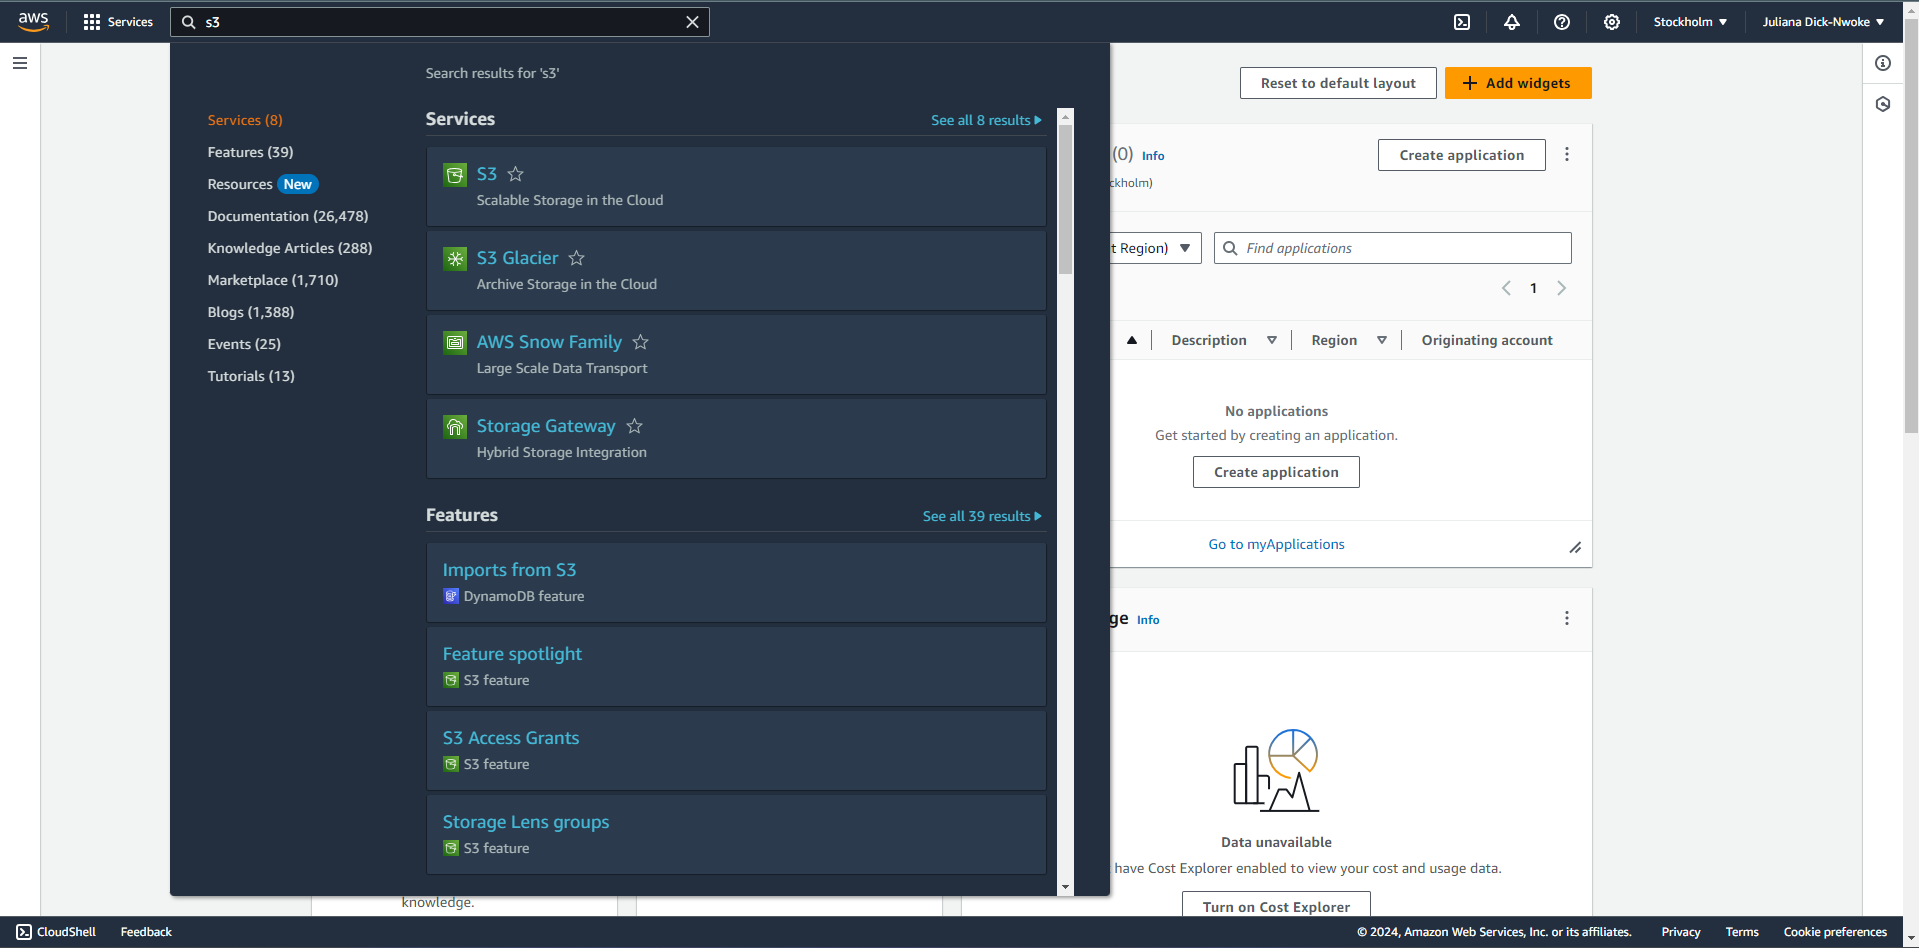 aws
Services
s3
Stockholm
Juliana Dick-Nwoke
Search results for 's3'
Services (8)
Features (39)
Resources New
Documentation (26,478)
Knowledge Articles (288)
Marketplace (1,710)
Blogs (1,388)
Events (25)
Tutorials (13)
Services
See all 8 results
S3
Scalable Storage in the Cloud
S3 Glacier
Archive Storage in the Cloud
AWS Snow Family
Large Scale Data Transport
Storage Gateway
Hybrid Storage Integration
Features
See all 39 results
Imports from S3
DynamoDB feature
Feature spotlight
S3 feature
S3 Access Grants
S3 feature
Storage Lens groups
S3 feature
Reset to default layout
Add widgets
(0) Info
ckholm)
Create application
t Region)
Find applications
1
Description
Region
Originating account
No applications
Get started by creating an application.
Create application
Go to myApplications
ge Info
Data unavailable
have Cost Explorer enabled to view your cost and usage data.
Turn on Cost Explorer
knowledge.
CloudShell
Feedback
© 2024, Amazon Web Services, Inc. or its affiliates.
Privacy
Terms
Cookie preferences